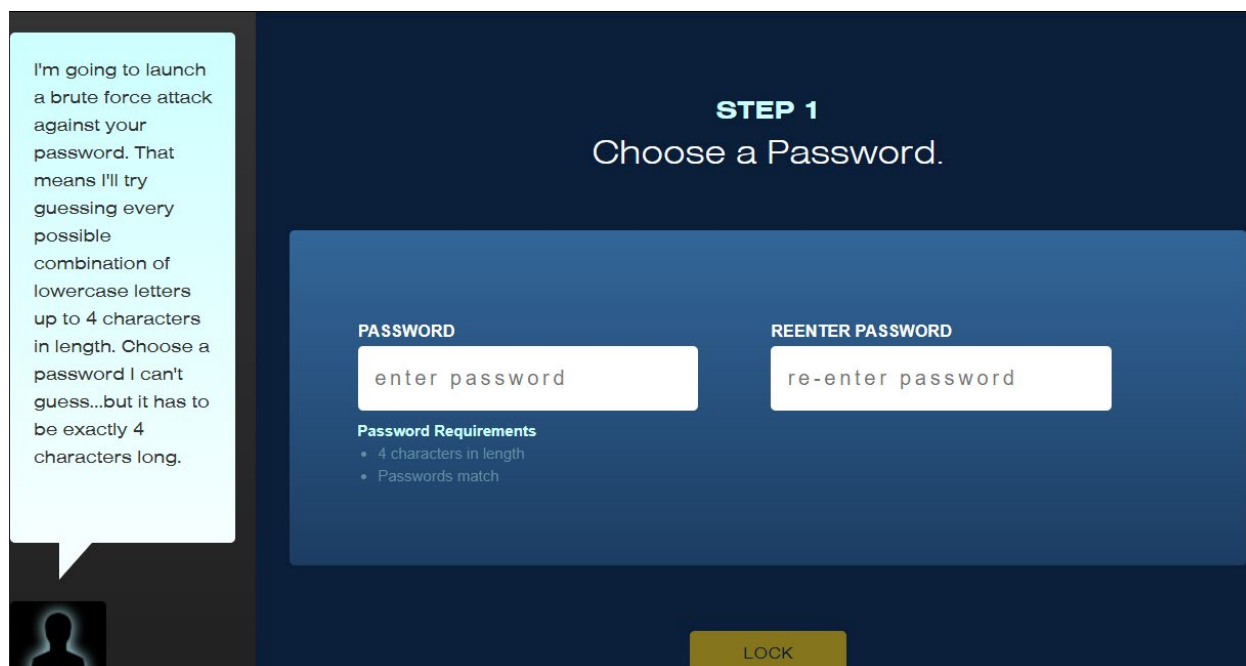 I'm going to launch
a brute force attack
against your
password. That
means I'll try
guessing every
possible
combination of
lowercase letters
up to 4 characters
in length. Choose a
password I can't
guess...but it has to
be exactly 4
characters long.
STEP 1
Choose a Password.
PASSWORD
enter password
Password Requirements
• 4 characters in length
• Passwords match
REENTER PASSWORD
re-enter password
LOCK